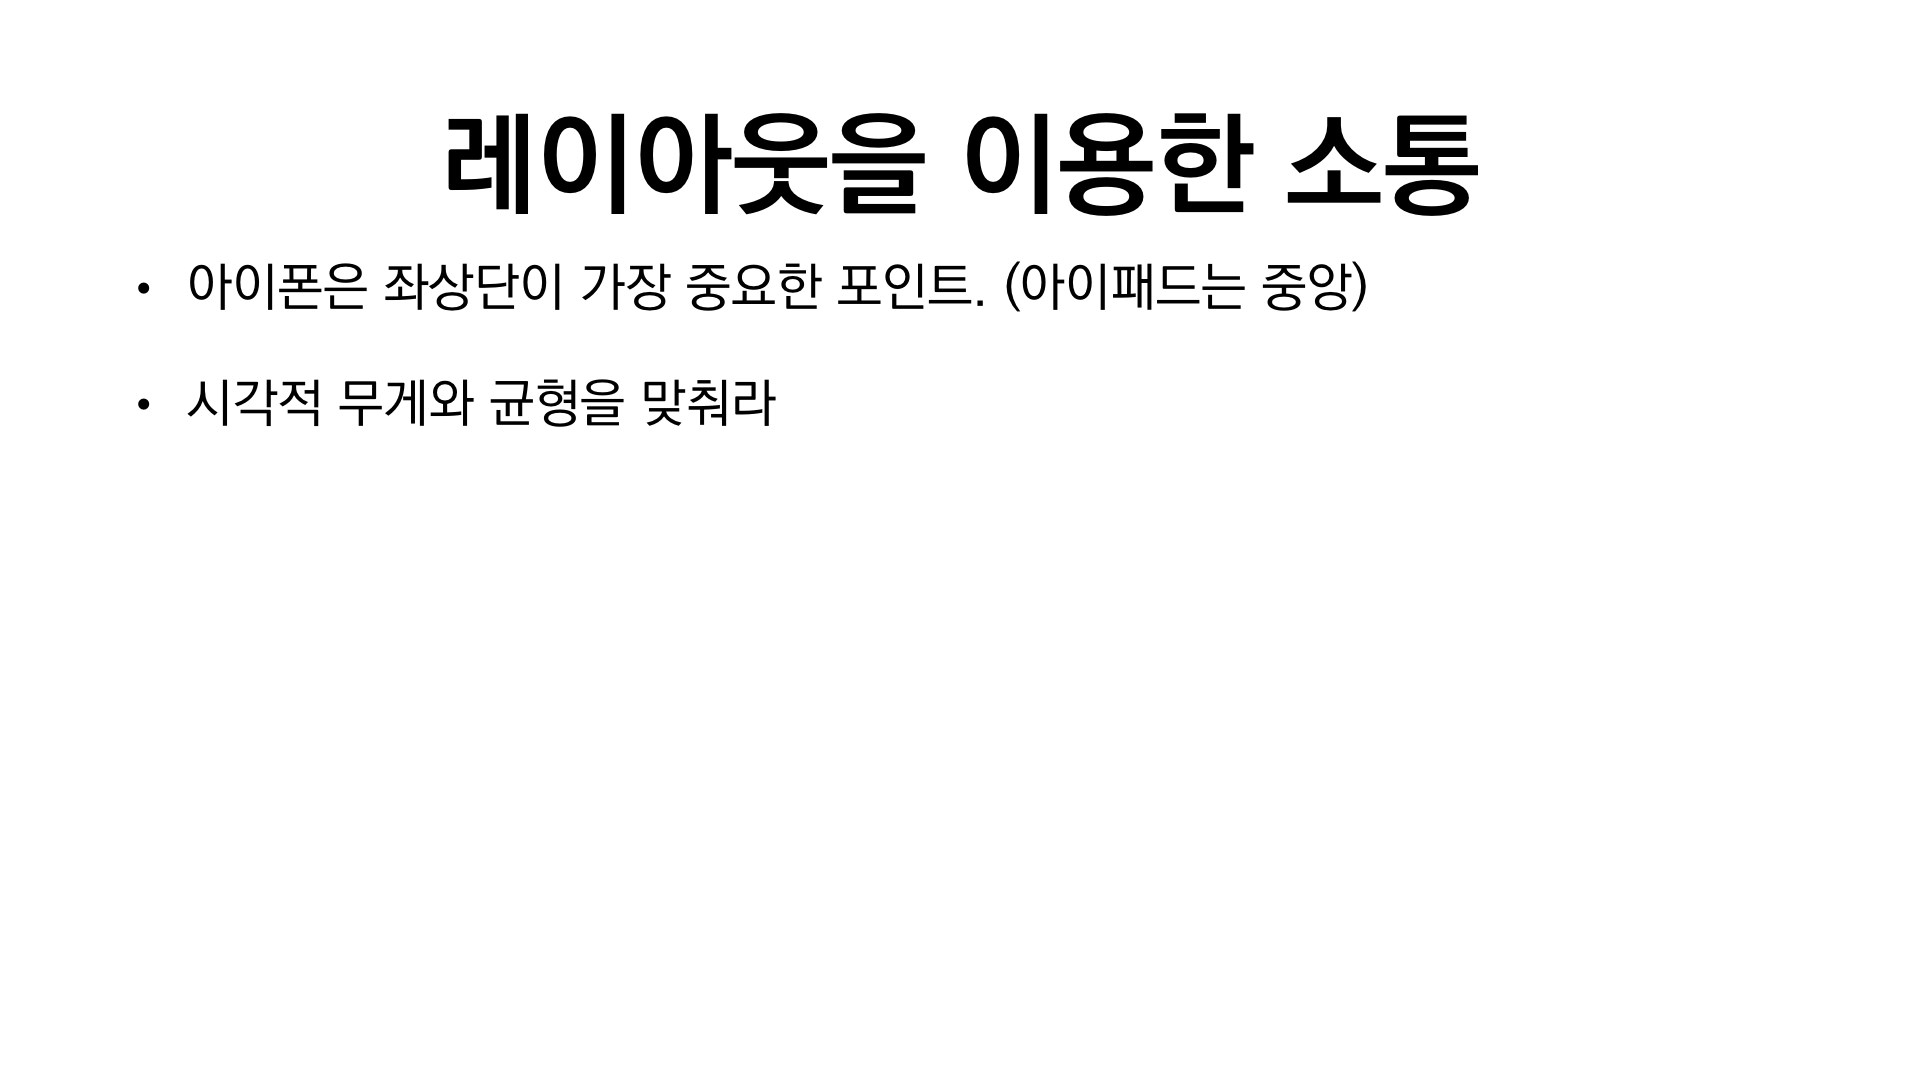 레이아웃을 이용한 소통
• 아이폰은 좌상단이 가장 중요한 포인트. (아이패드는 중앙)
• 시각적 무게와 균형을 맞춰라